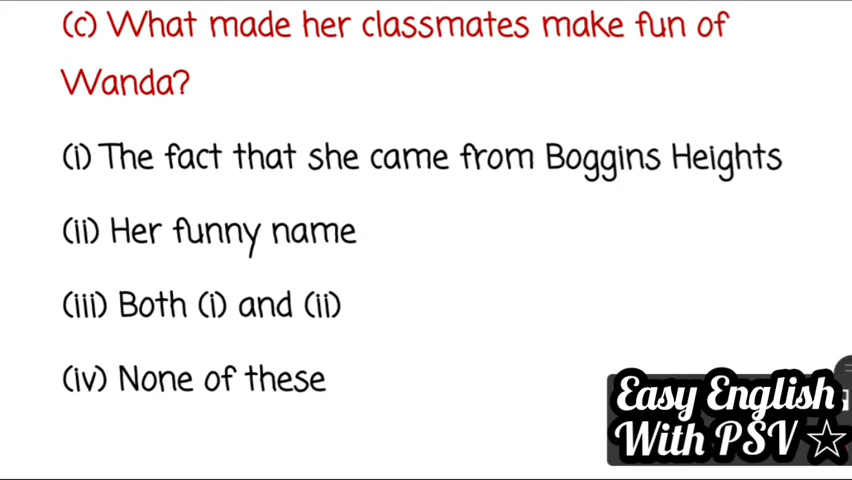 (c) What made her classmates make fun of
Wanda?
(i) The fact that she came from Boggins Heights
(ii) Her funny name
(iii) Both (i) and (ii)
(iv) None of these
Easy English
With PSV ☆